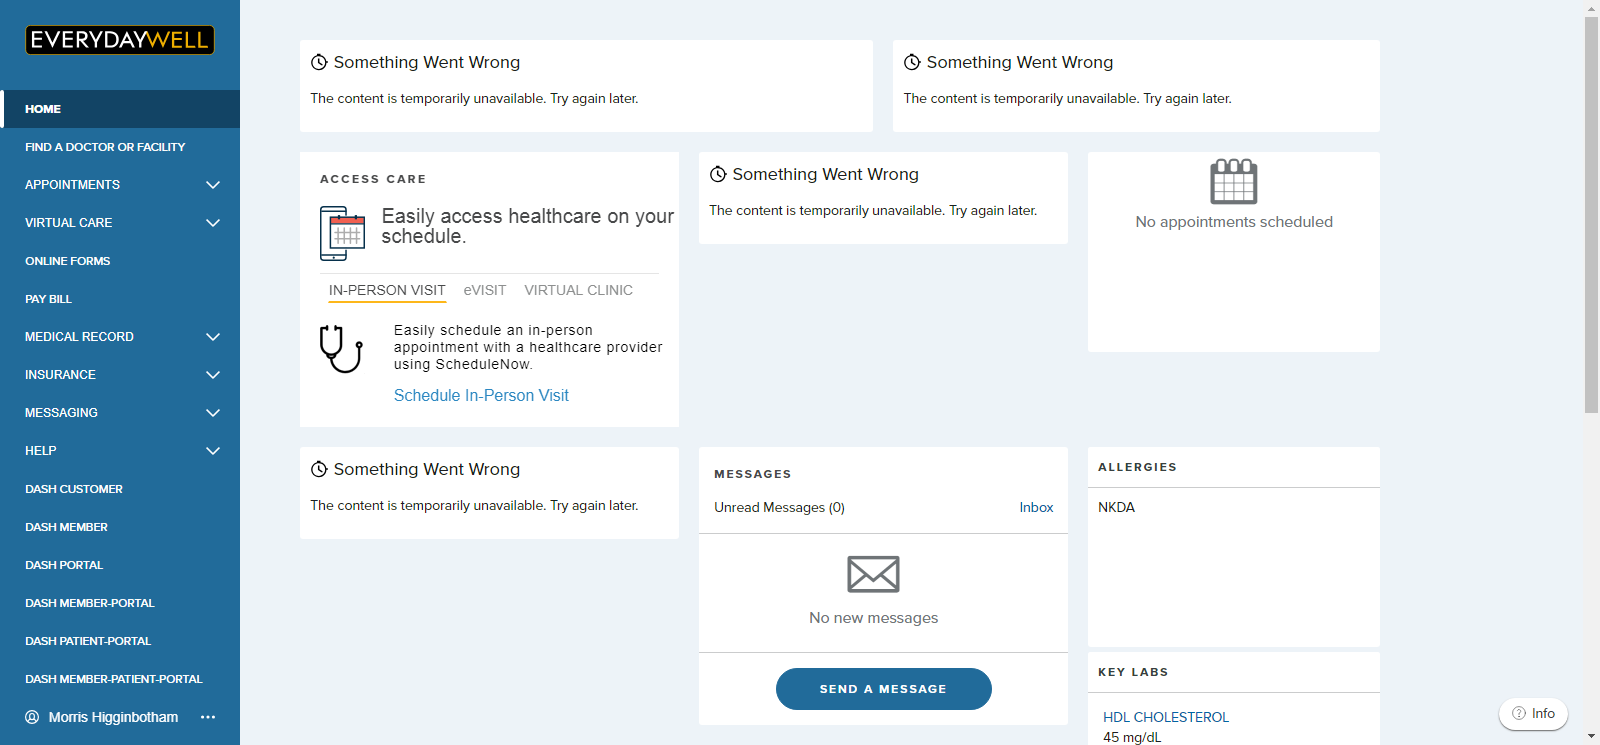 EVERYDAYWELL
HOME
FIND A DOCTOR OR FACILITY
APPOINTMENTS
VIRTUAL CARE
ONLINE FORMS
PAY BILL
MEDICAL RECORD
INSURANCE
MESSAGING
HELP
DASH CUSTOMER
DASH MEMBER
DASH PORTAL
DASH MEMBER-PORTAL
DASH PATIENT-PORTAL
DASH MEMBER-PATIENT-PORTAL
Morris Higginbotham
Something Went Wrong
The content is temporarily unavailable. Try again later.
Something Went Wrong
The content is temporarily unavailable. Try again later.
ACCESS CARE
Easily access healthcare on your
schedule.
IN-PERSON VISIT eVISIT VIRTUAL CLINIC
Easily schedule an in-person
appointment with a healthcare provider
using ScheduleNow.
Schedule In-Person Visit
Something Went Wrong
The content is temporarily unavailable. Try again later.
No appointments scheduled
Something Went Wrong
The content is temporarily unavailable. Try again later.
MESSAGES
Unread Messages (0) Inbox
No new messages
SEND A MESSAGE
ALLERGIES
NKDA
KEY LABS
HDL CHOLESTEROL
45 mg/dL
Info